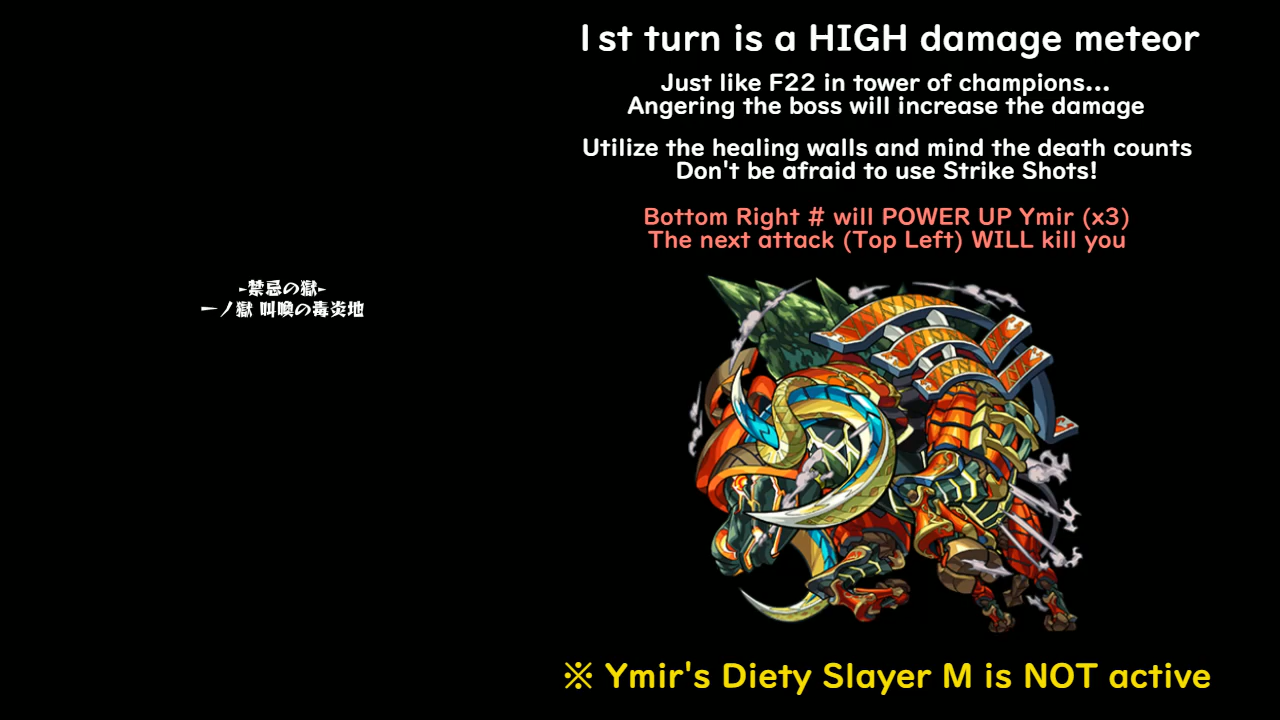 1st turn is a HIGH damage meteor
Just like F22 in tower of champions...
Angering the boss will increase the damage
Utilize the healing walls and mind the death counts
Don't be afraid to use Strike Shots!
Bottom Right # will POWER UP Ymir (x3)
The next attack (Top Left) WILL kill you
-禁忌の獄-
一ノ獄 叫喚の毒炎地
※ Ymir's Diety Slayer M is NOT active